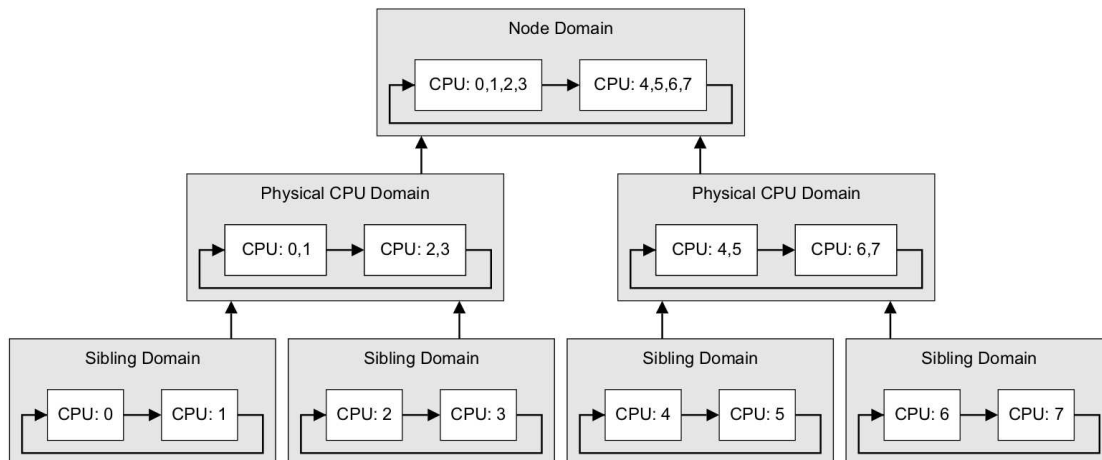 Node Domain
CPU: 0,1,2,3
CPU: 4,5,6,7
Physical CPU Domain
CPU: 0,1
CPU: 2,3
Physical CPU Domain
CPU: 4,5
CPU: 6,7
Sibling Domain
CPU: 0
CPU: 1
Sibling Domain
CPU: 2
CPU: 3
Sibling Domain
CPU: 4
CPU: 5
Sibling Domain
CPU: 6
CPU: 7